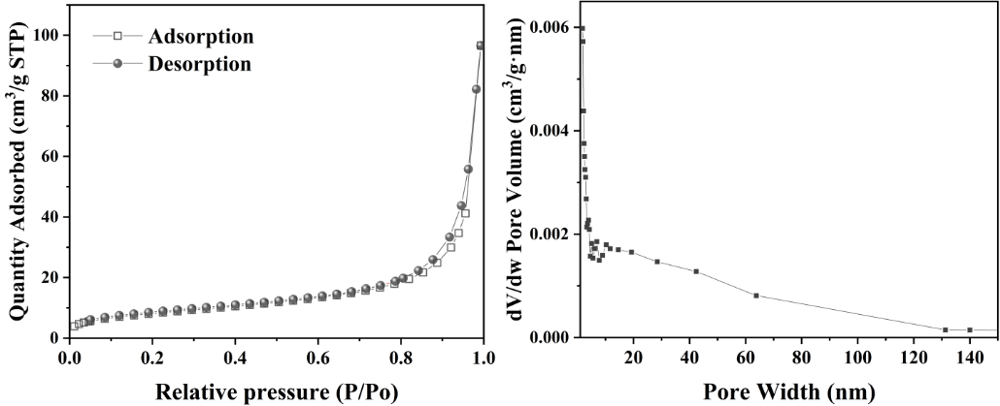 Quantity Adsorbed (cm³/g STP)
100
80
60
40
20
0
Adsorption
Desorption
0.0 0.2 0.4 0.6 0.8 1.0
Relative pressure (P/Po)
dV/dw Pore Volume (cm³/g·nm)
0.006
0.004
0.002
0.000
20 40 60 80 100 120 140
Pore Width (nm)